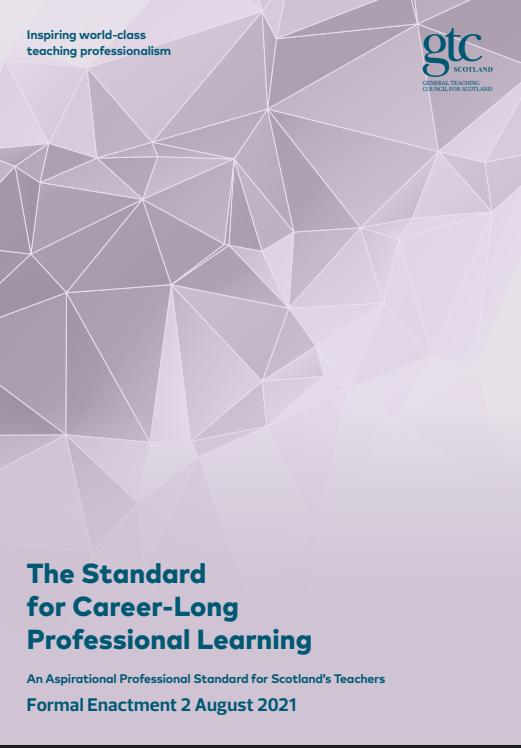 Inspiring world-class
teaching professionalism
gtc
SCOTLAND
GENERAL TEACHING
COUNCIL FOR SCOTLAND
The Standard
for Career-Long
Professional Learning
An Aspirational Professional Standard for Scotland's Teachers
Formal Enactment 2 August 2021